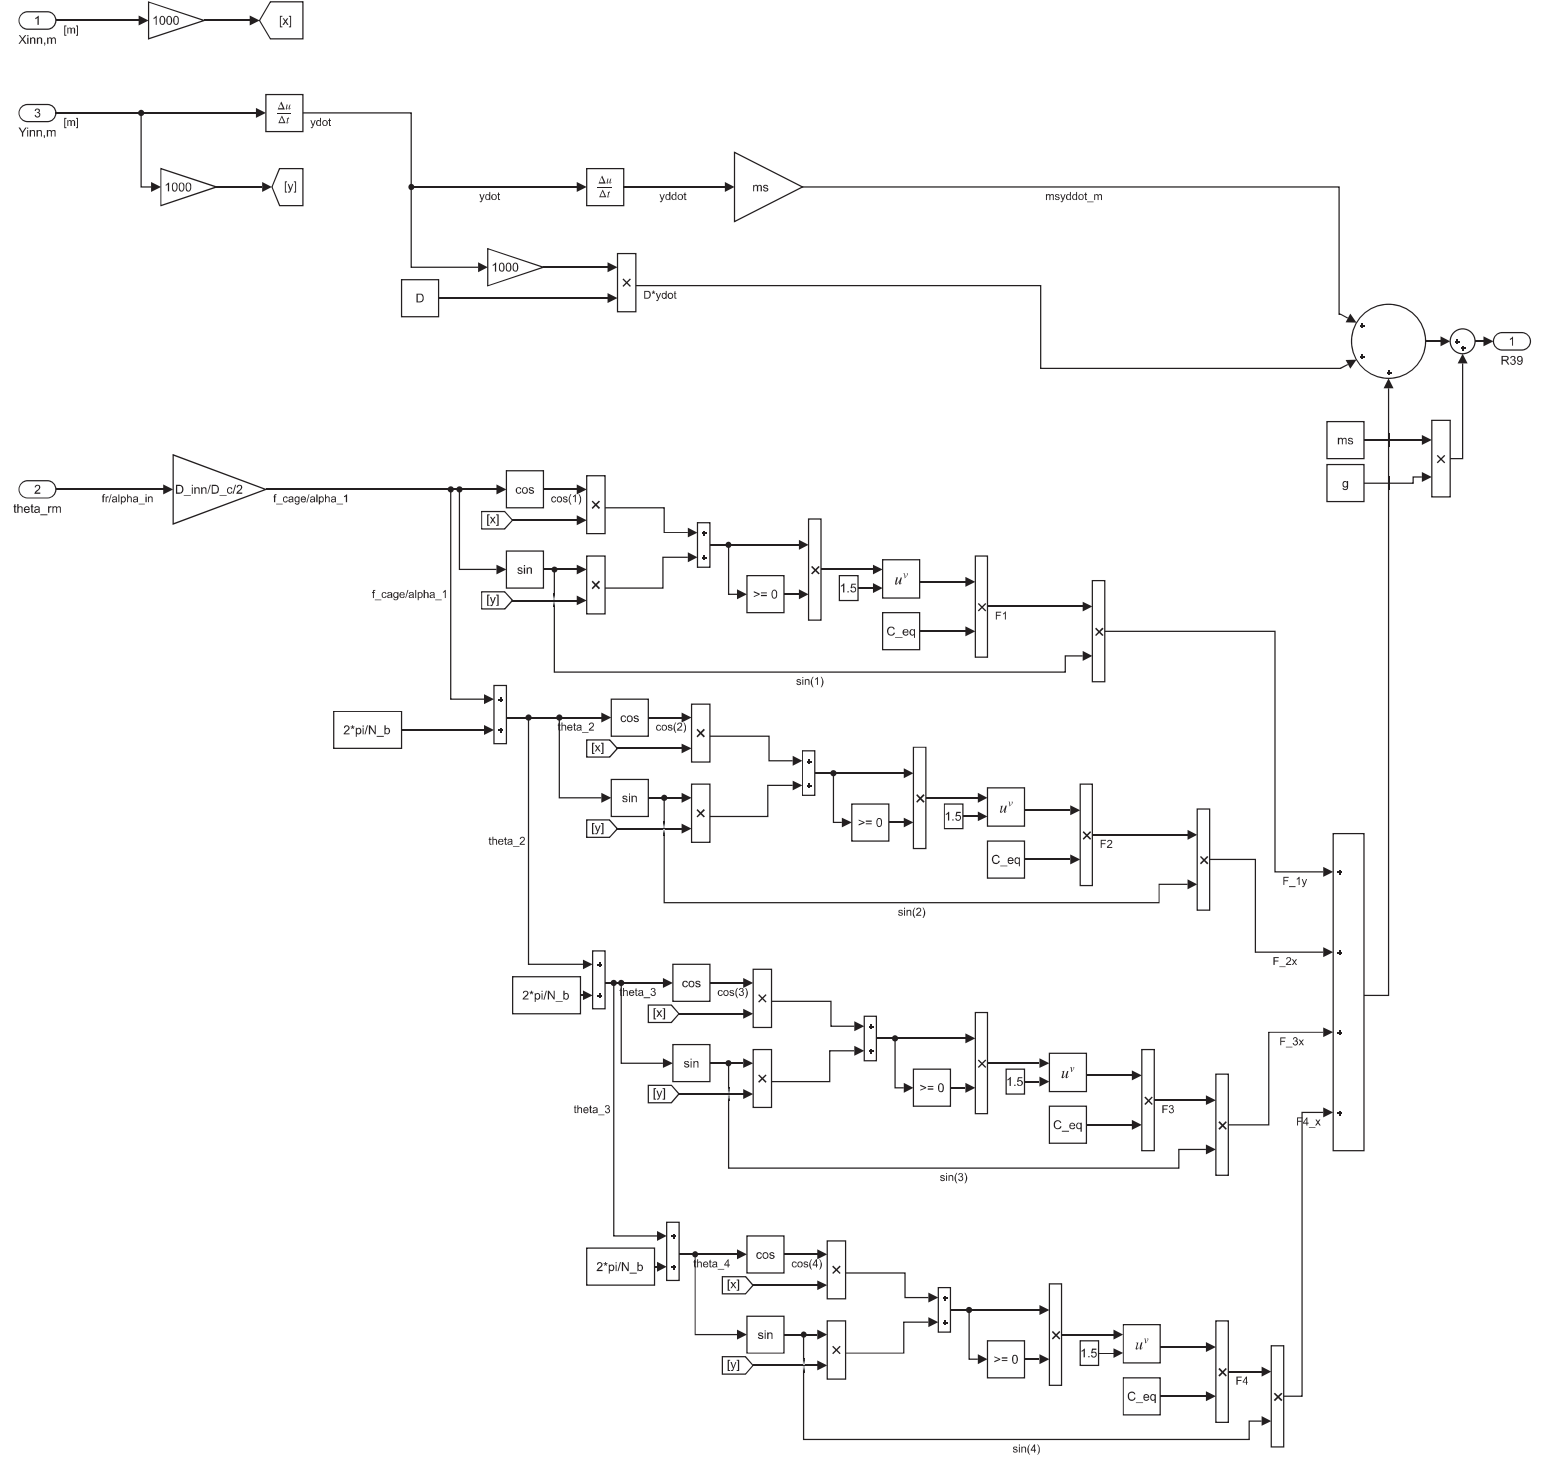 1
1000
[x]
[m]
Xinn,m
3
Δu
Δt
[m]
ydot
Yinn,m
1000
[y]
Δu
Δt
ms
ydot
yddot
msyddot_m
1000
×
D
D*ydot
+
+
+
+
+
1
R39
ms
×
g
2
D_inn/D_c/2
fr/alpha_in
f_cage/alpha_1
theta_rm
cos
cos(1)
×
[x]
+
+
sin
×
[y]
f_cage/alpha_1
>= 0
×
1.5
u^v
C_eq
×
F1
×
sin(1)
2*pi/N_b
+
+
theta_2
cos
cos(2)
×
[x]
+
+
sin
×
[y]
theta_2
>= 0
×
1.5
u^v
C_eq
×
F2
×
sin(2)
F_1y
+
F_2x
+
2*pi/N_b
+
+
theta_3
cos
cos(3)
×
[x]
+
+
sin
×
[y]
theta_3
>= 0
×
1.5
u^v
C_eq
×
F3
×
sin(3)
F_3x
+
F4_x
+
2*pi/N_b
+
+
theta_4
cos
cos(4)
×
[x]
+
+
sin
×
[y]
>= 0
×
1.5
u^v
C_eq
×
F4
×
sin(4)